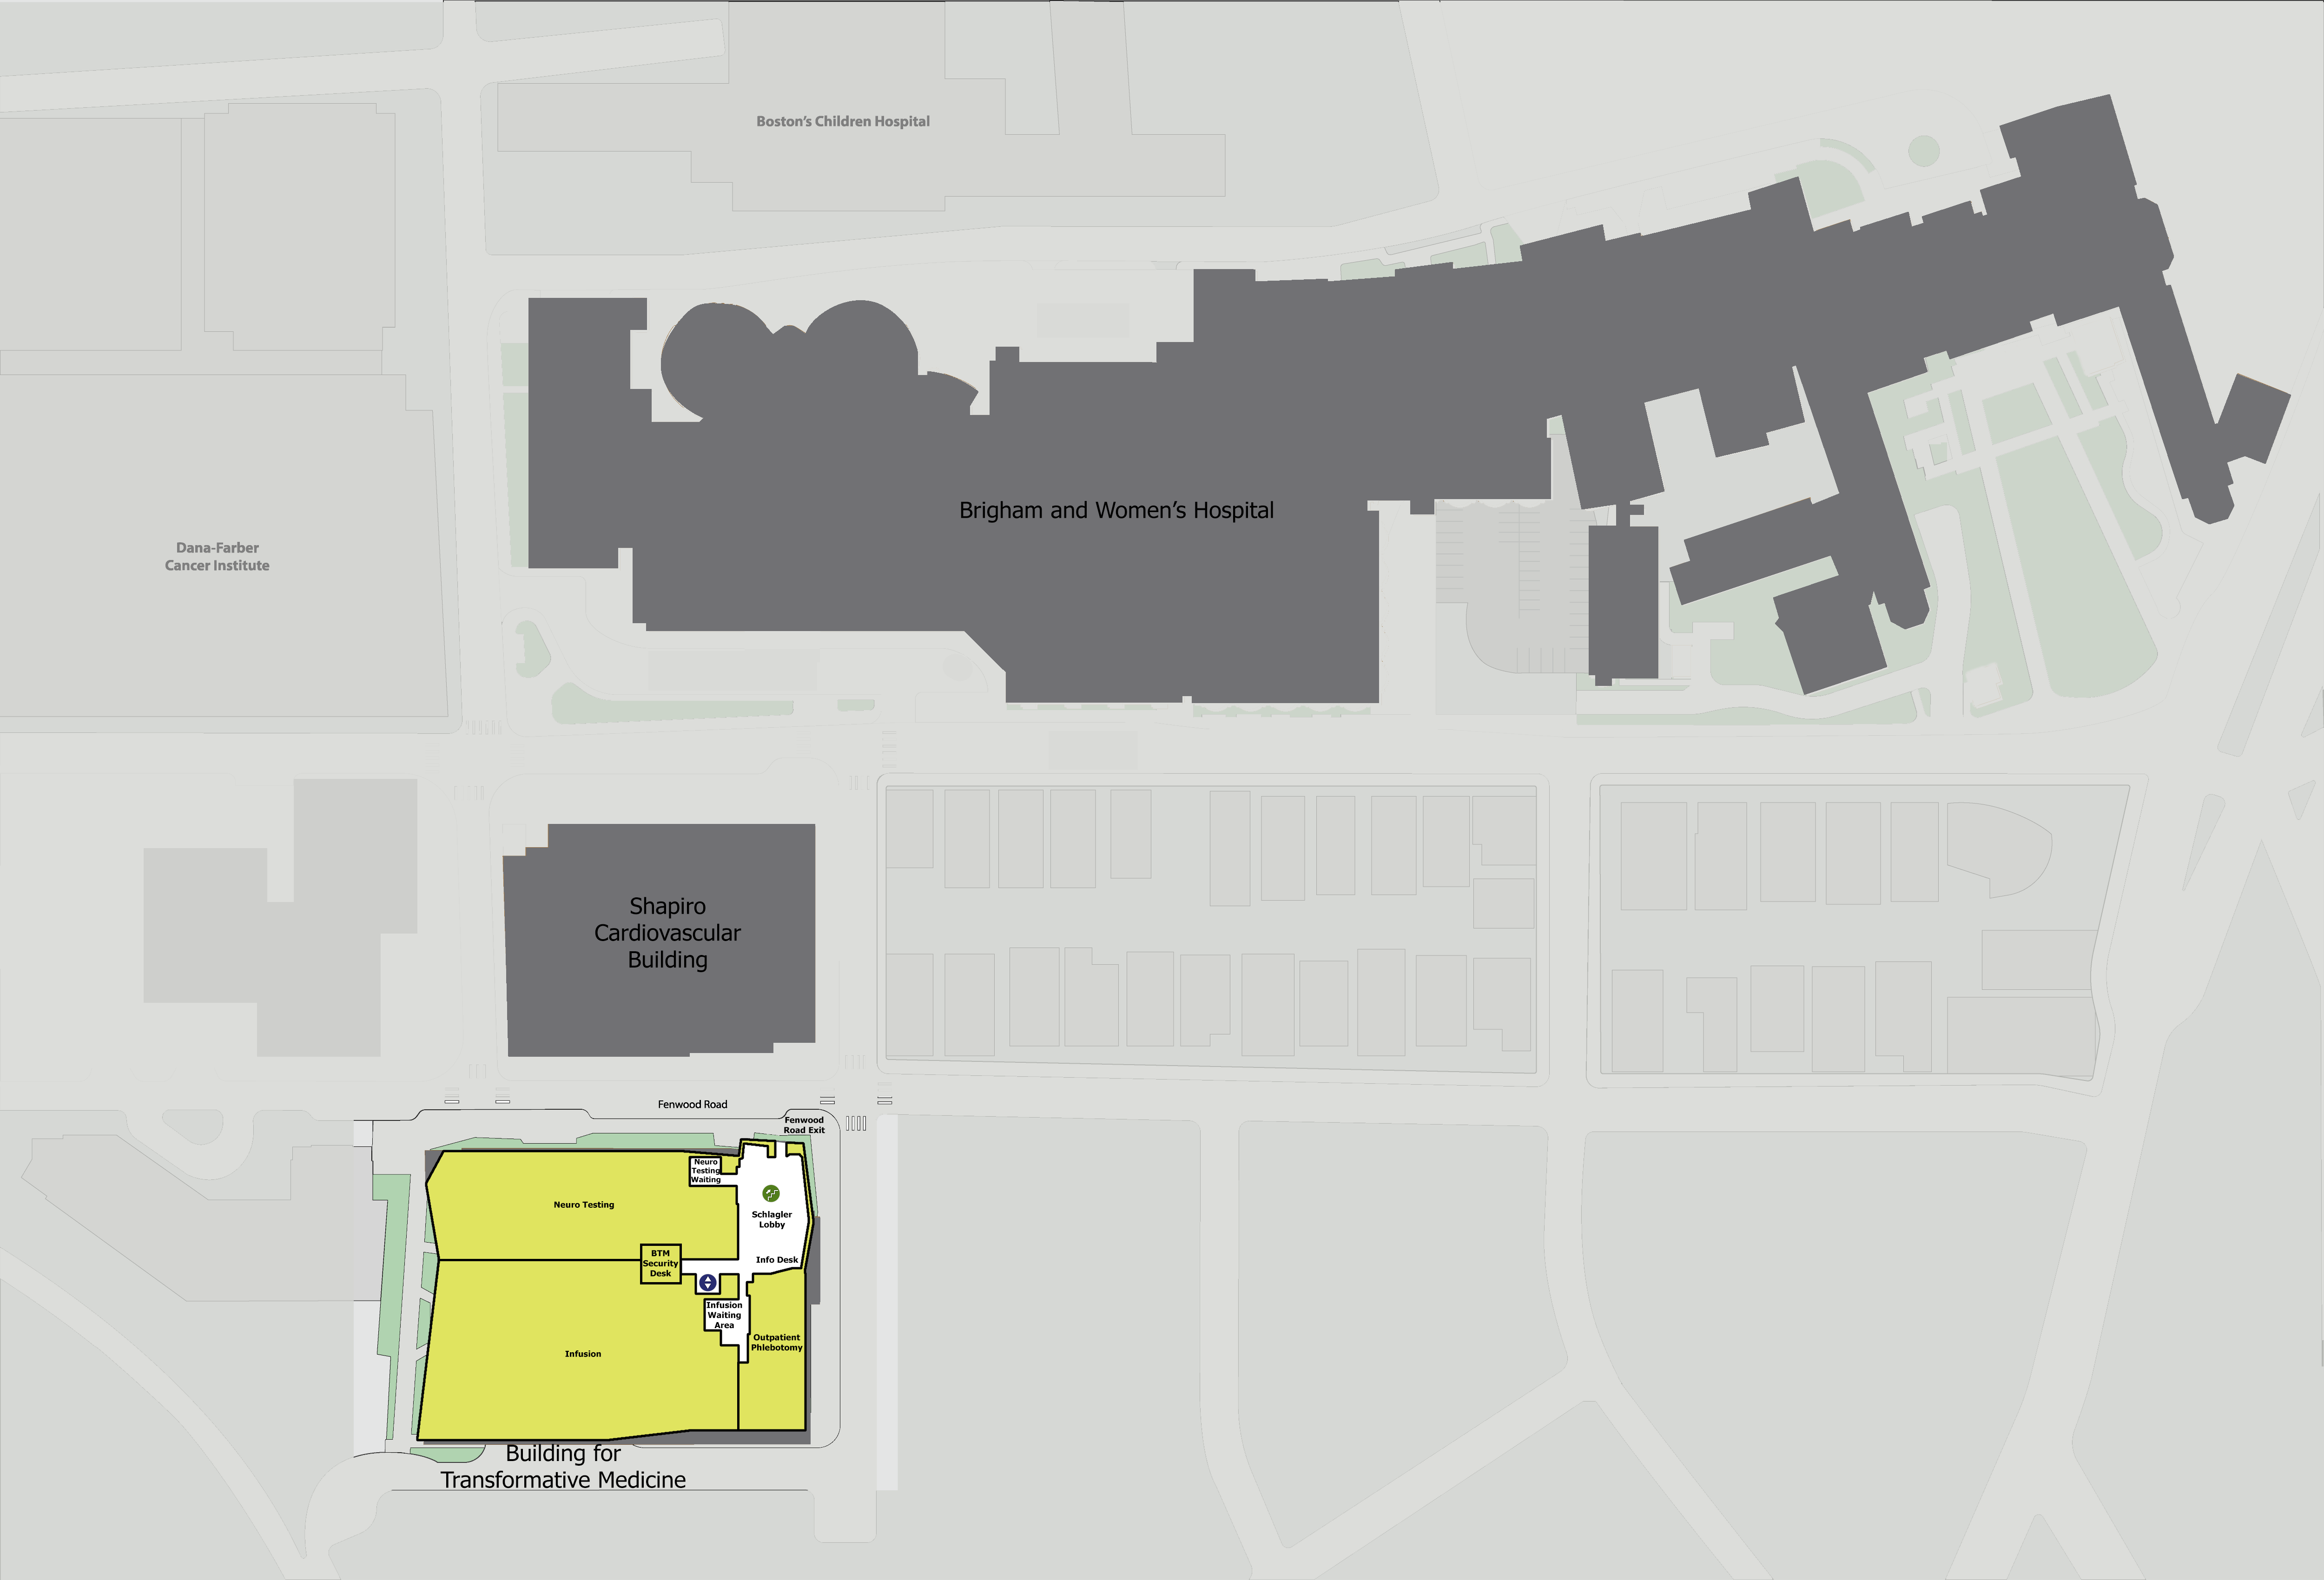 Boston's Children Hospital
Brigham and Women's Hospital
Dana-Farber
Cancer Institute
Shapiro
Cardiovascular
Building
Fenwood Road
Fenwood
Road Exit
Neuro
Testing
Waiting
Neuro Testing
Schlagler
Lobby
BTM
Security
Desk
Info Desk
Infusion
Waiting
Area
Outpatient
Phlebotomy
Infusion
Building for
Transformative Medicine